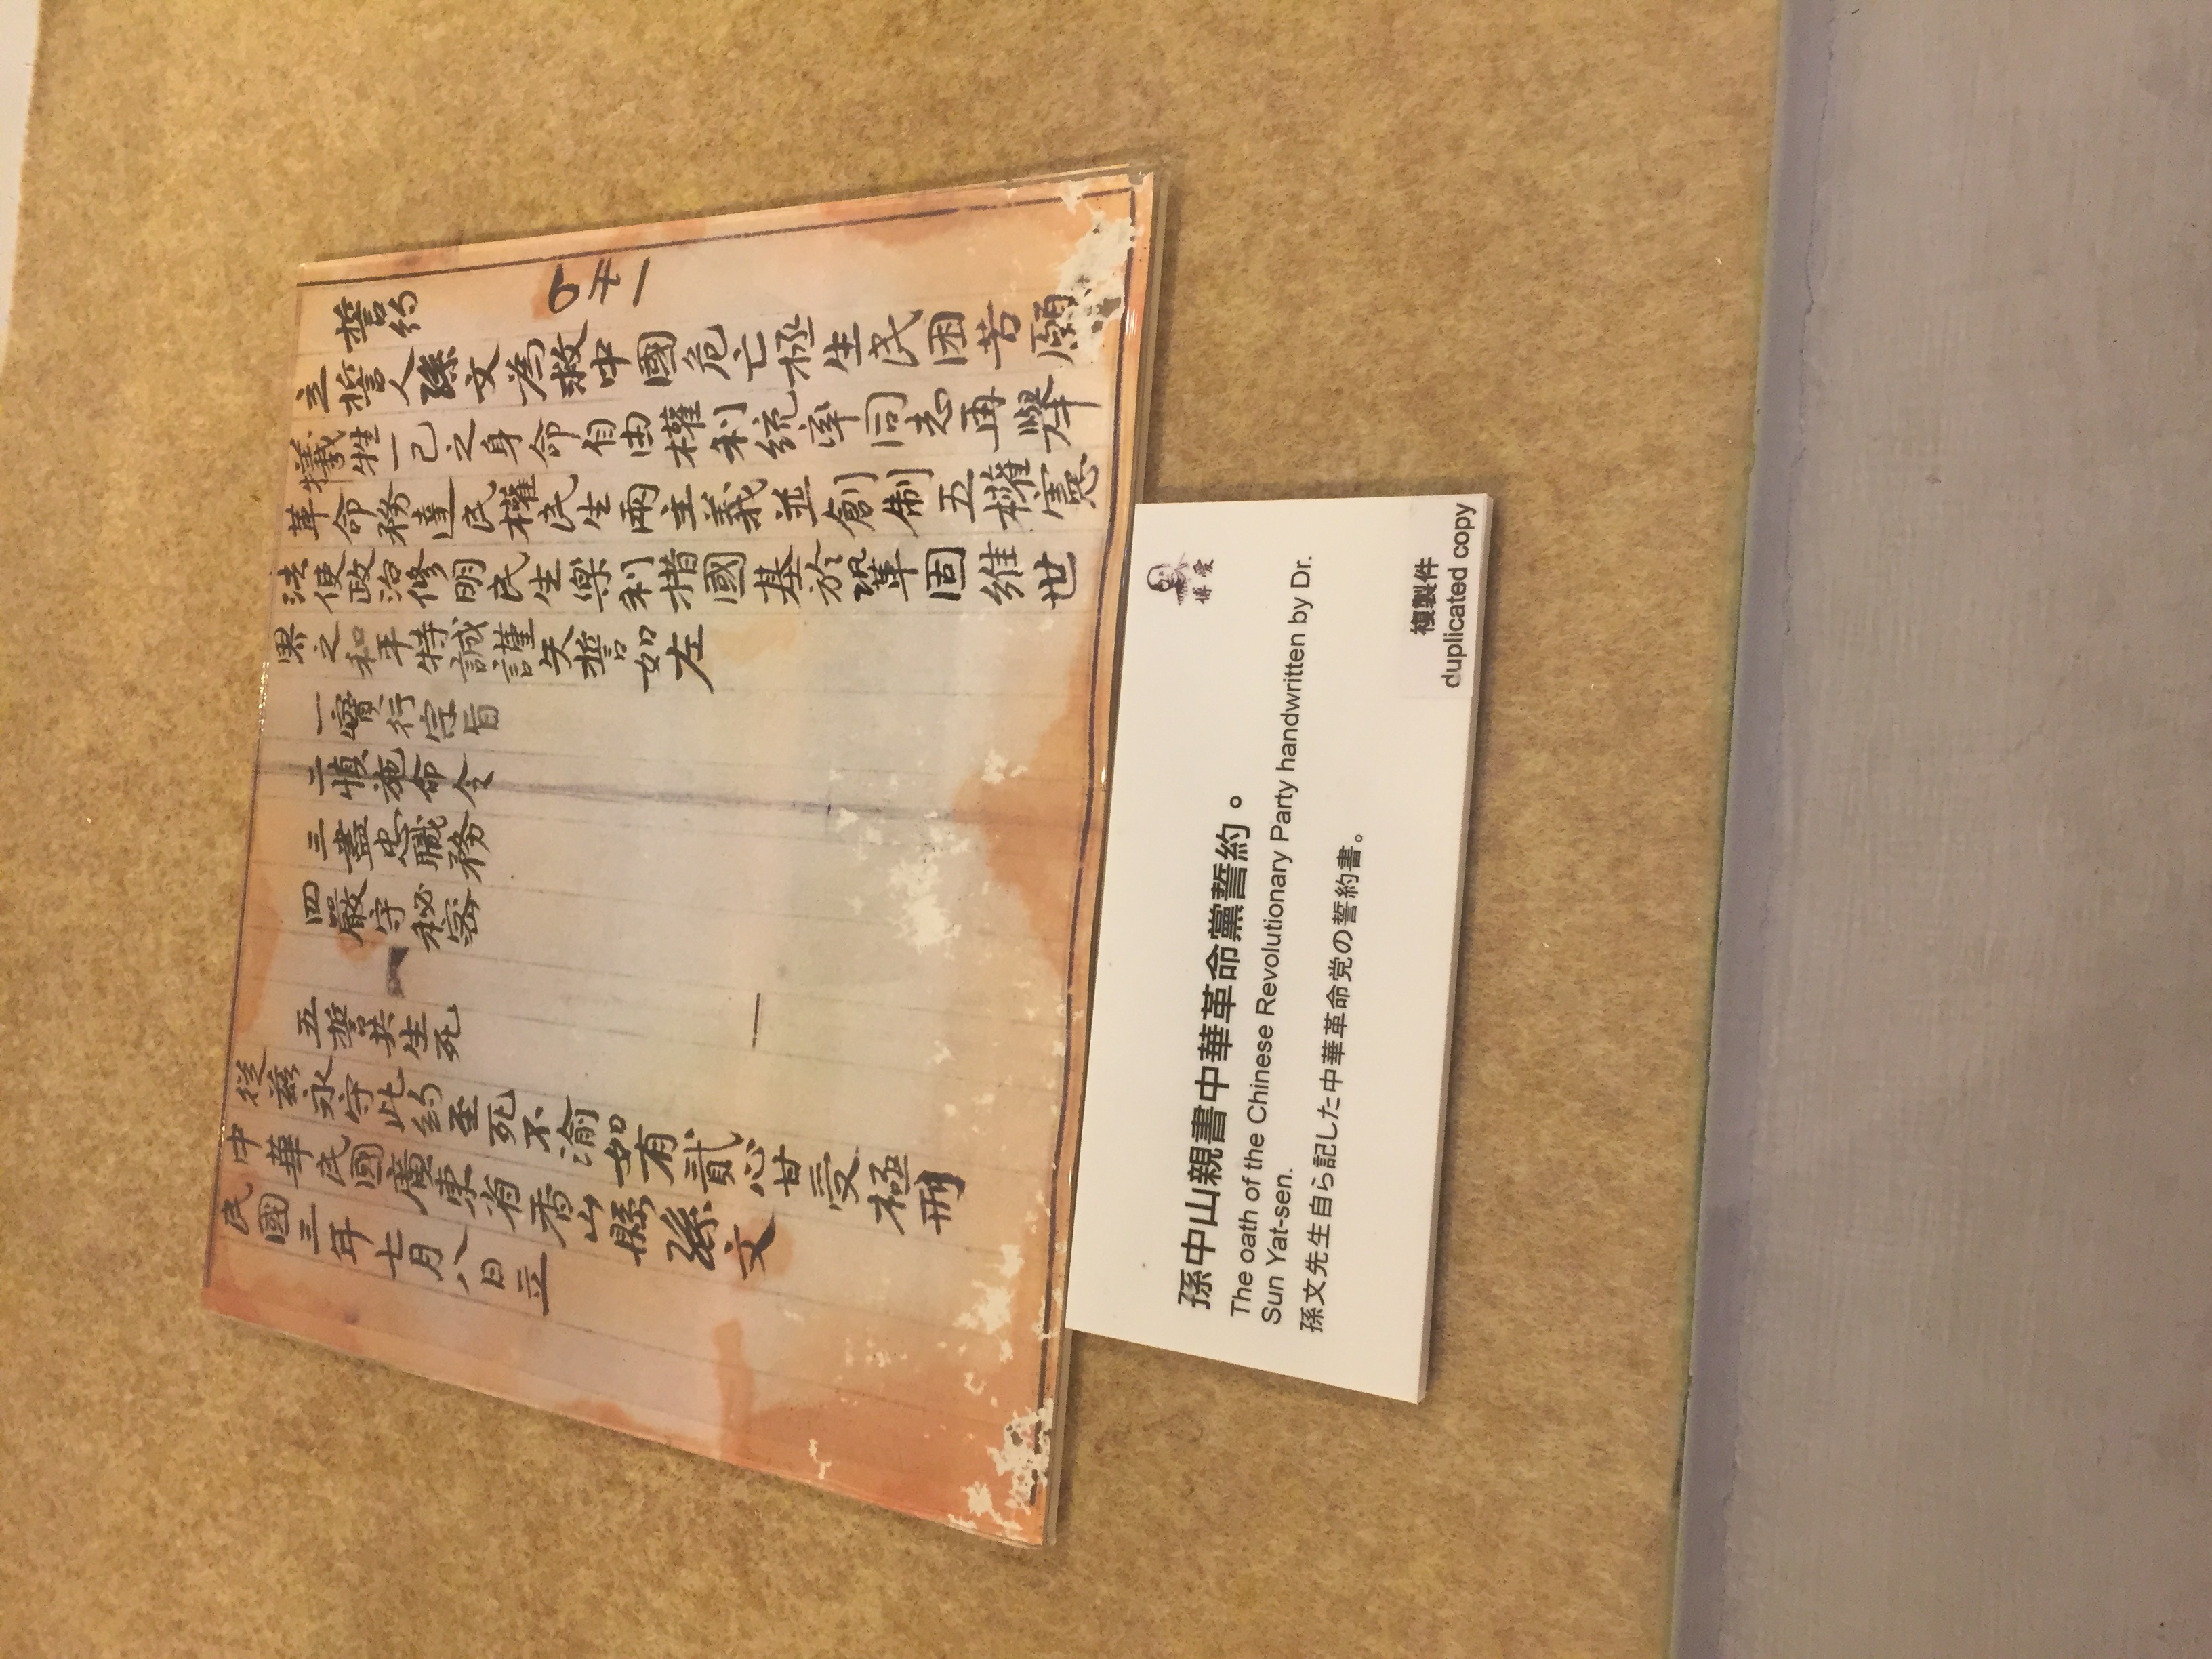 誓約
立誓人孫文為救中國危亡拯生民困苦願
犧牲一己之身命自由權利統率同志再舉
革命務達民權民生兩主義並創制五權憲
法使政治修明民生樂利措國基於鞏固維世
界之和平特誠謹矢誓如左
一實行宗旨
二慎施命令
三盡忠職務
四嚴守秘密
五誓共生死
從茲永守此約至死不渝如有貳心甘受極刑
中華民國廣東省香山縣孫文
民國三年七月八日立
博愛
孫中山親書中華革命黨誓約。
The oath of the Chinese Revolutionary Party handwritten by Dr.
Sun Yat-sen.
孫文先生自ら記した中華革命党の誓約書。
複製件
duplicated copy